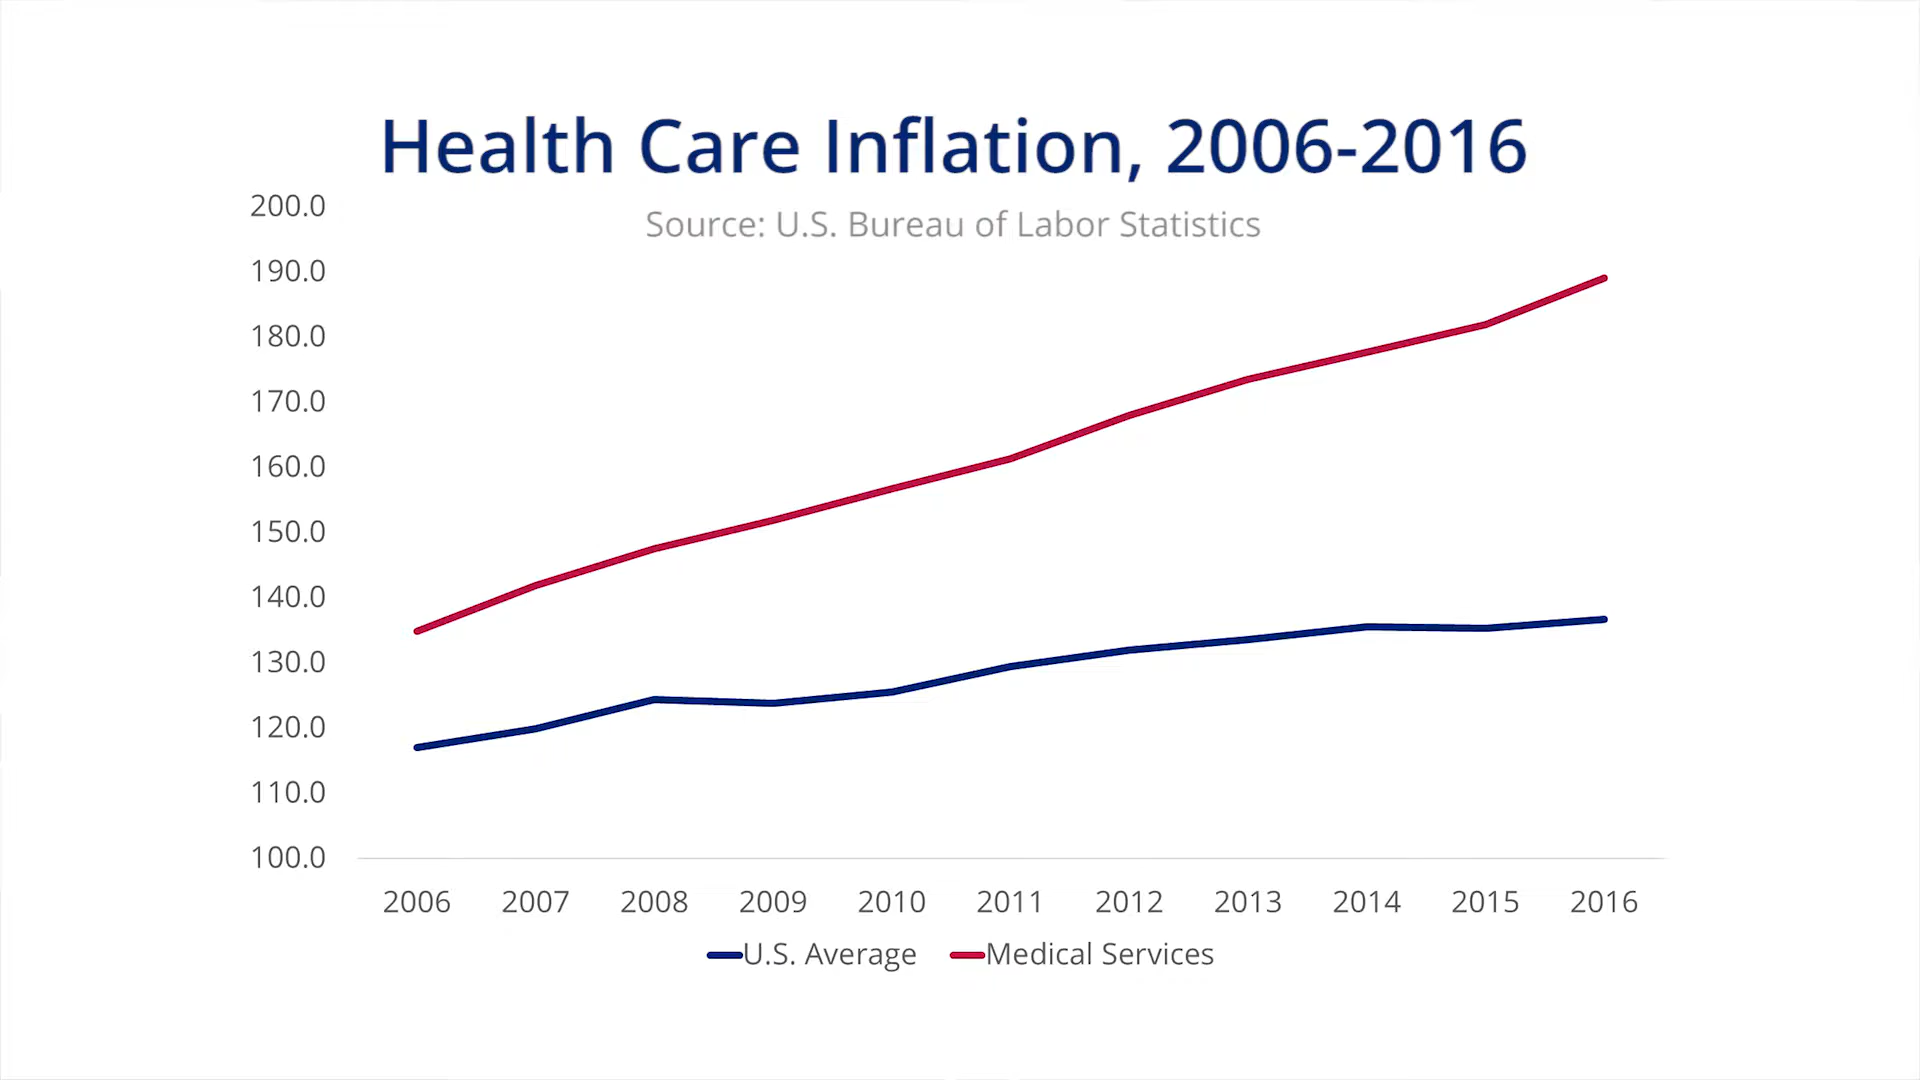 Health Care Inflation, 2006-2016
Source: U.S. Bureau of Labor Statistics
200.0
190.0
180.0
170.0
160.0
150.0
140.0
130.0
120.0
110.0
100.0
2006 2007 2008 2009 2010 2011 2012 2013 2014 2015 2016
U.S. Average Medical Services